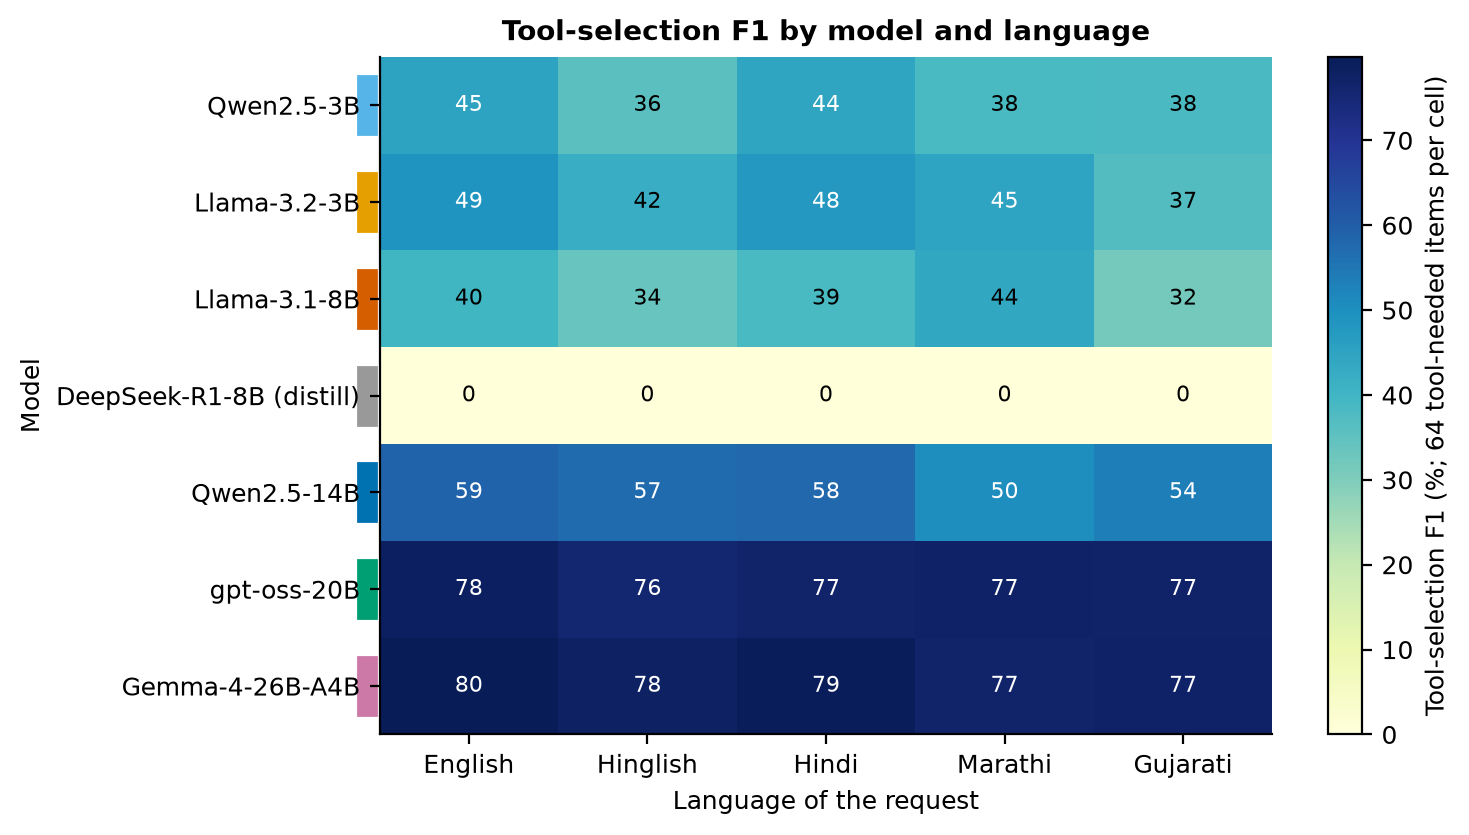 Tool-selection F1 by model and language
Qwen2.5-3B 45 36 44 38 38
Llama-3.2-3B 49 42 48 45 37
Llama-3.1-8B 40 34 39 44 32
DeepSeek-R1-8B (distill) 0 0 0 0 0
Qwen2.5-14B 59 57 58 50 54
gpt-oss-20B 78 76 77 77 77
Gemma-4-26B-A4B 80 78 79 77 77
English Hinglish Hindi Marathi Gujarati
Language of the request
Model
70
60
50
40
30
20
10
0
Tool-selection F1 (%; 64 tool-needed items per cell)